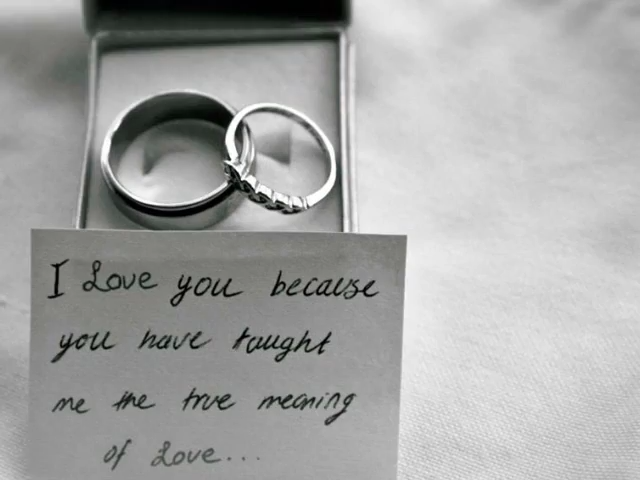 I Love you because
you have taught
me the true meaning
of Love...